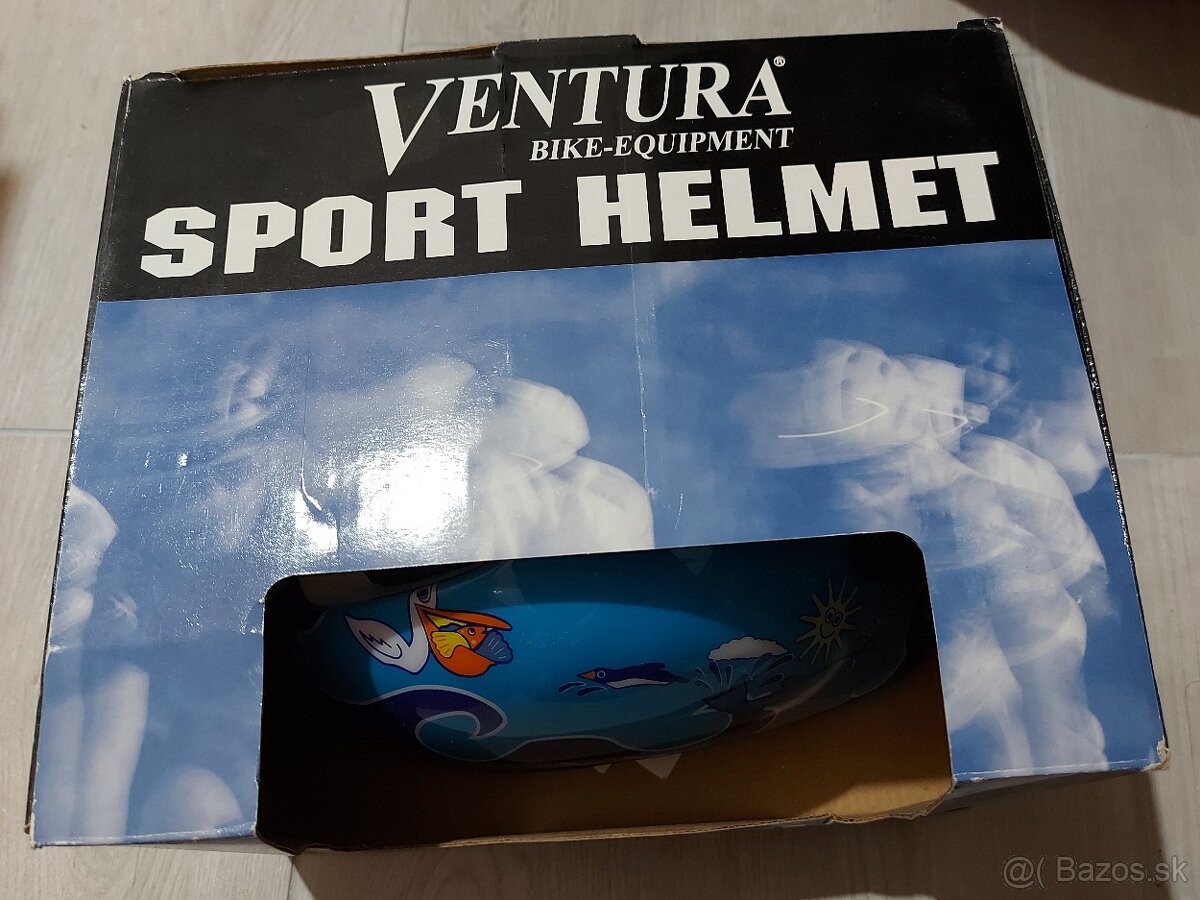 VENTURA®
BIKE-EQUIPMENT
SPORT HELMET
@( Bazos.sk